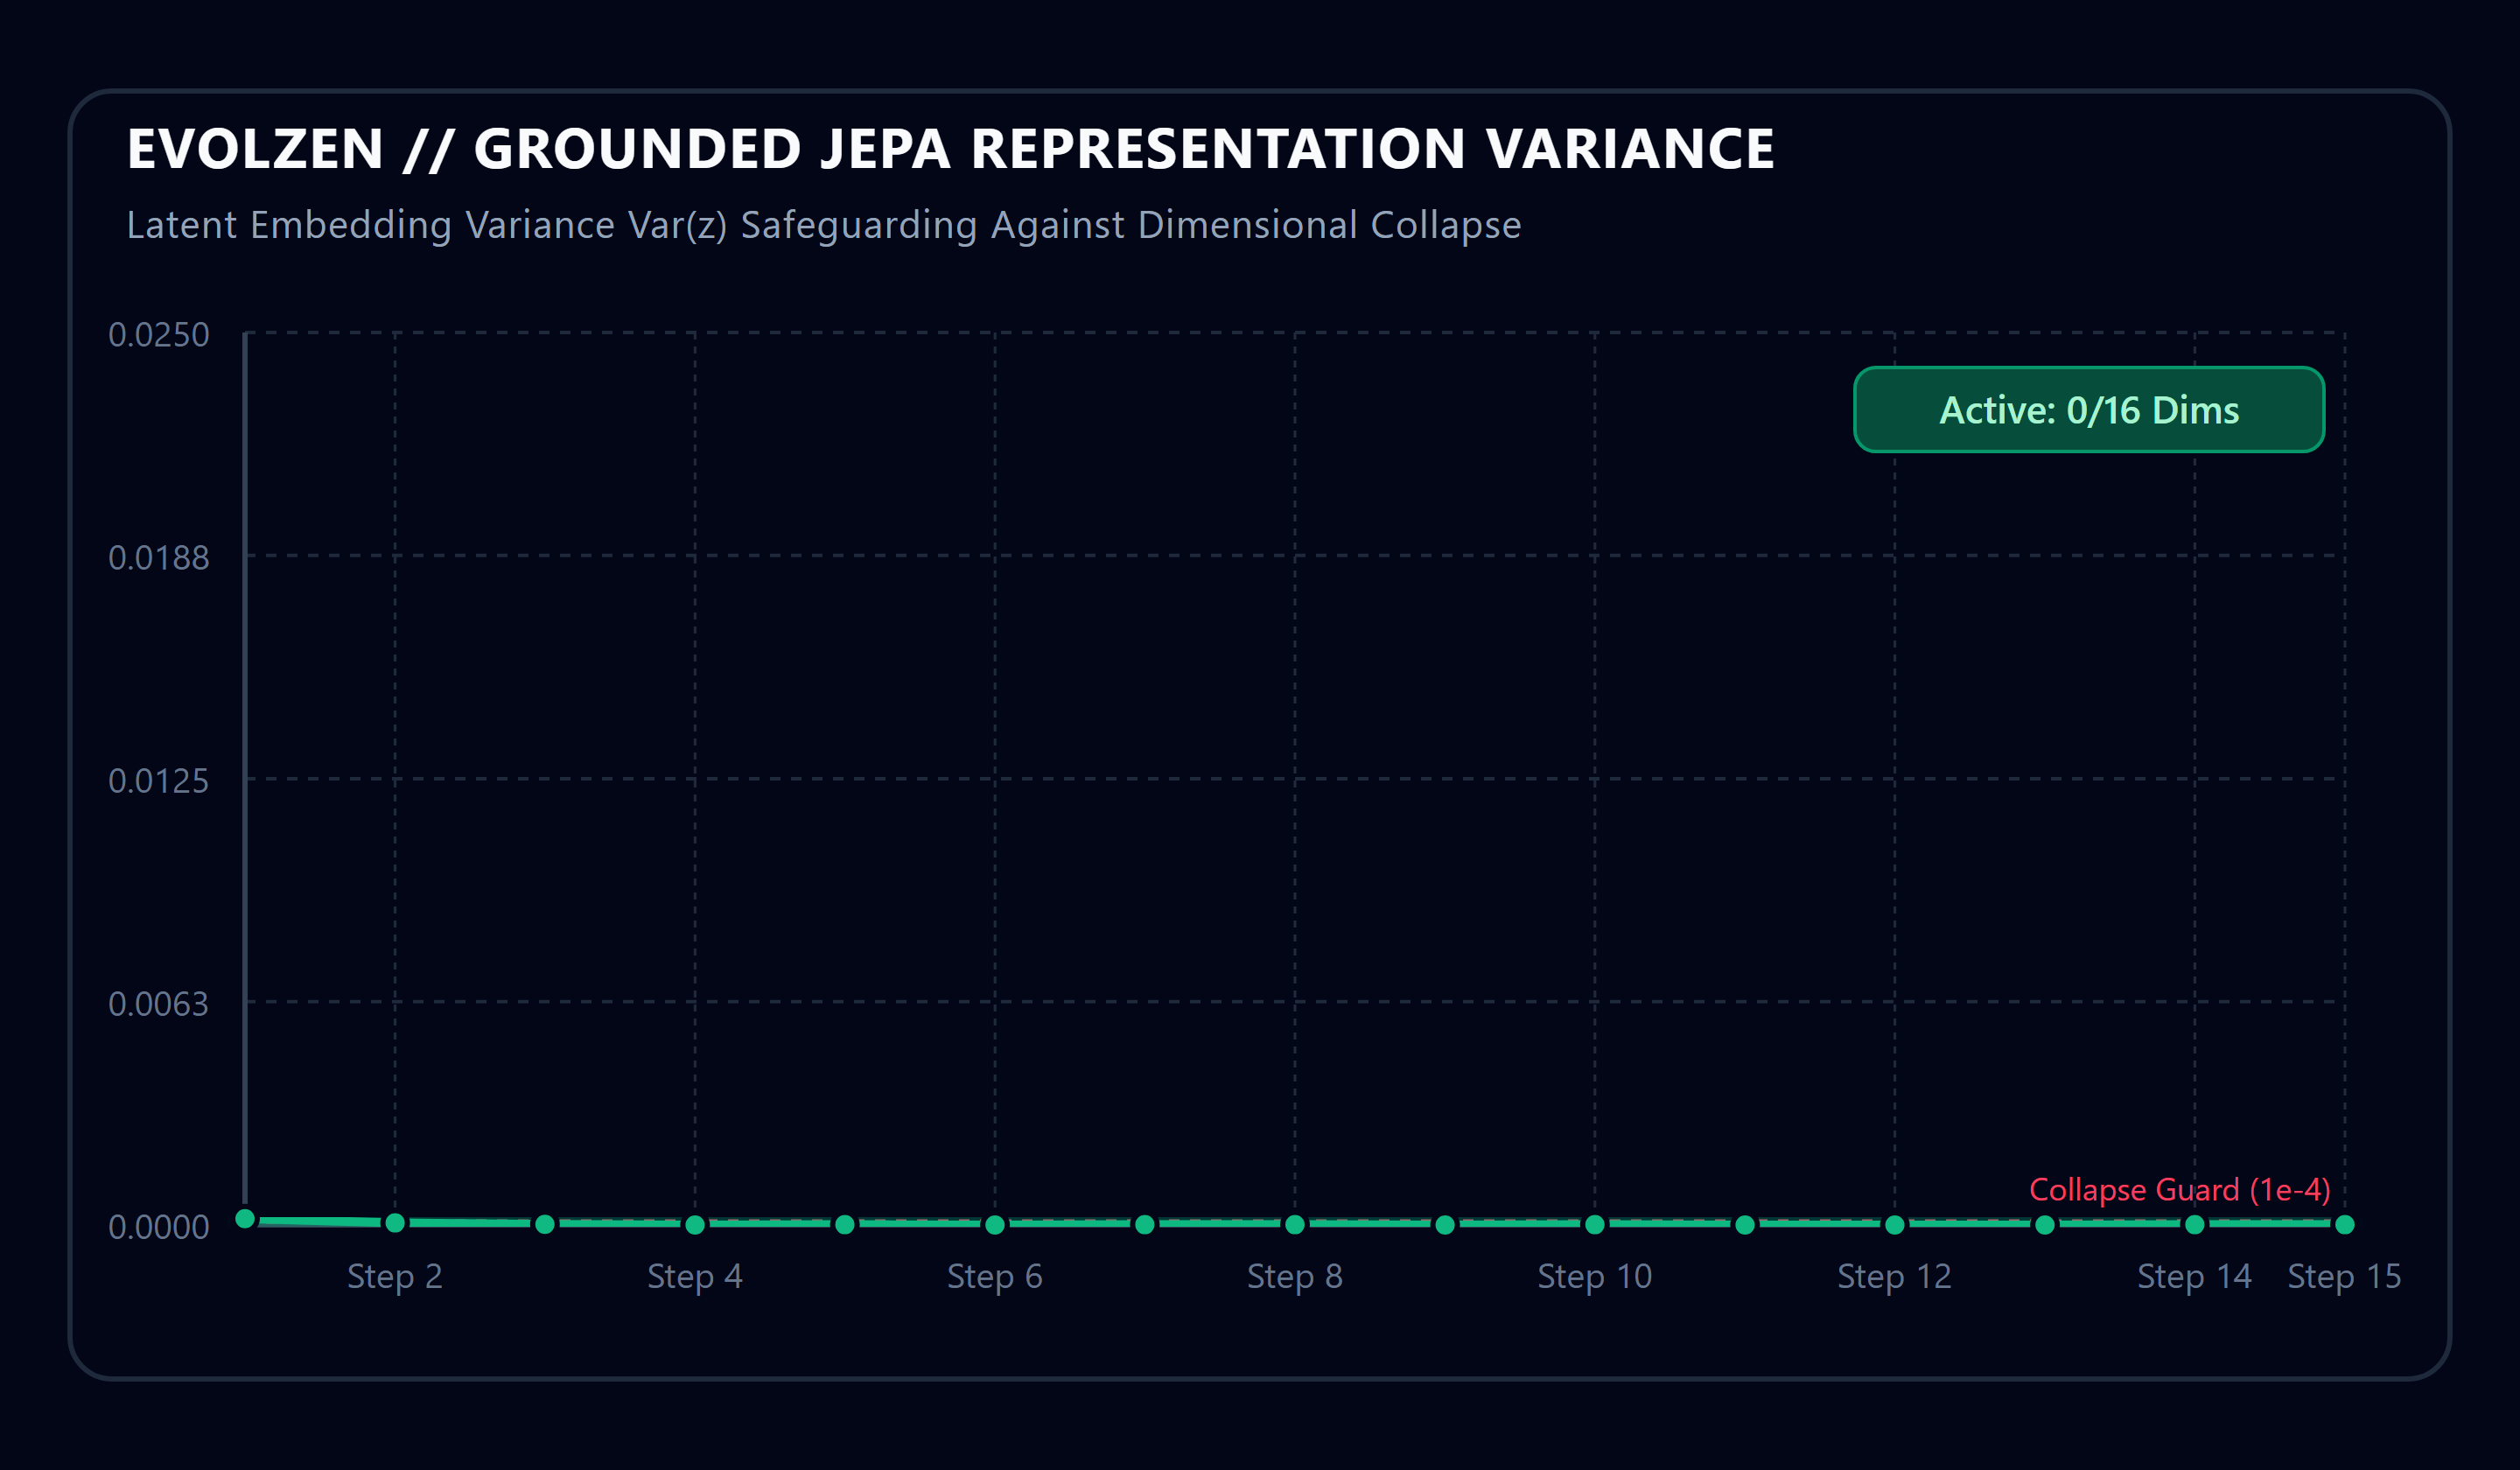 EVOLZEN // GROUNDED JEPA REPRESENTATION VARIANCE
Latent Embedding Variance Var(z) Safeguarding Against Dimensional Collapse
0.0250
Active: 0/16 Dims
0.0188
0.0125
0.0063
Collapse Guard (1e-4)
0.0000
Step 2 Step 4 Step 6 Step 8 Step 10 Step 12 Step 14 Step 15